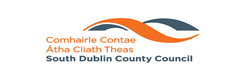 Comhairle Contae
Átha Cliath Theas
South Dublin County Council